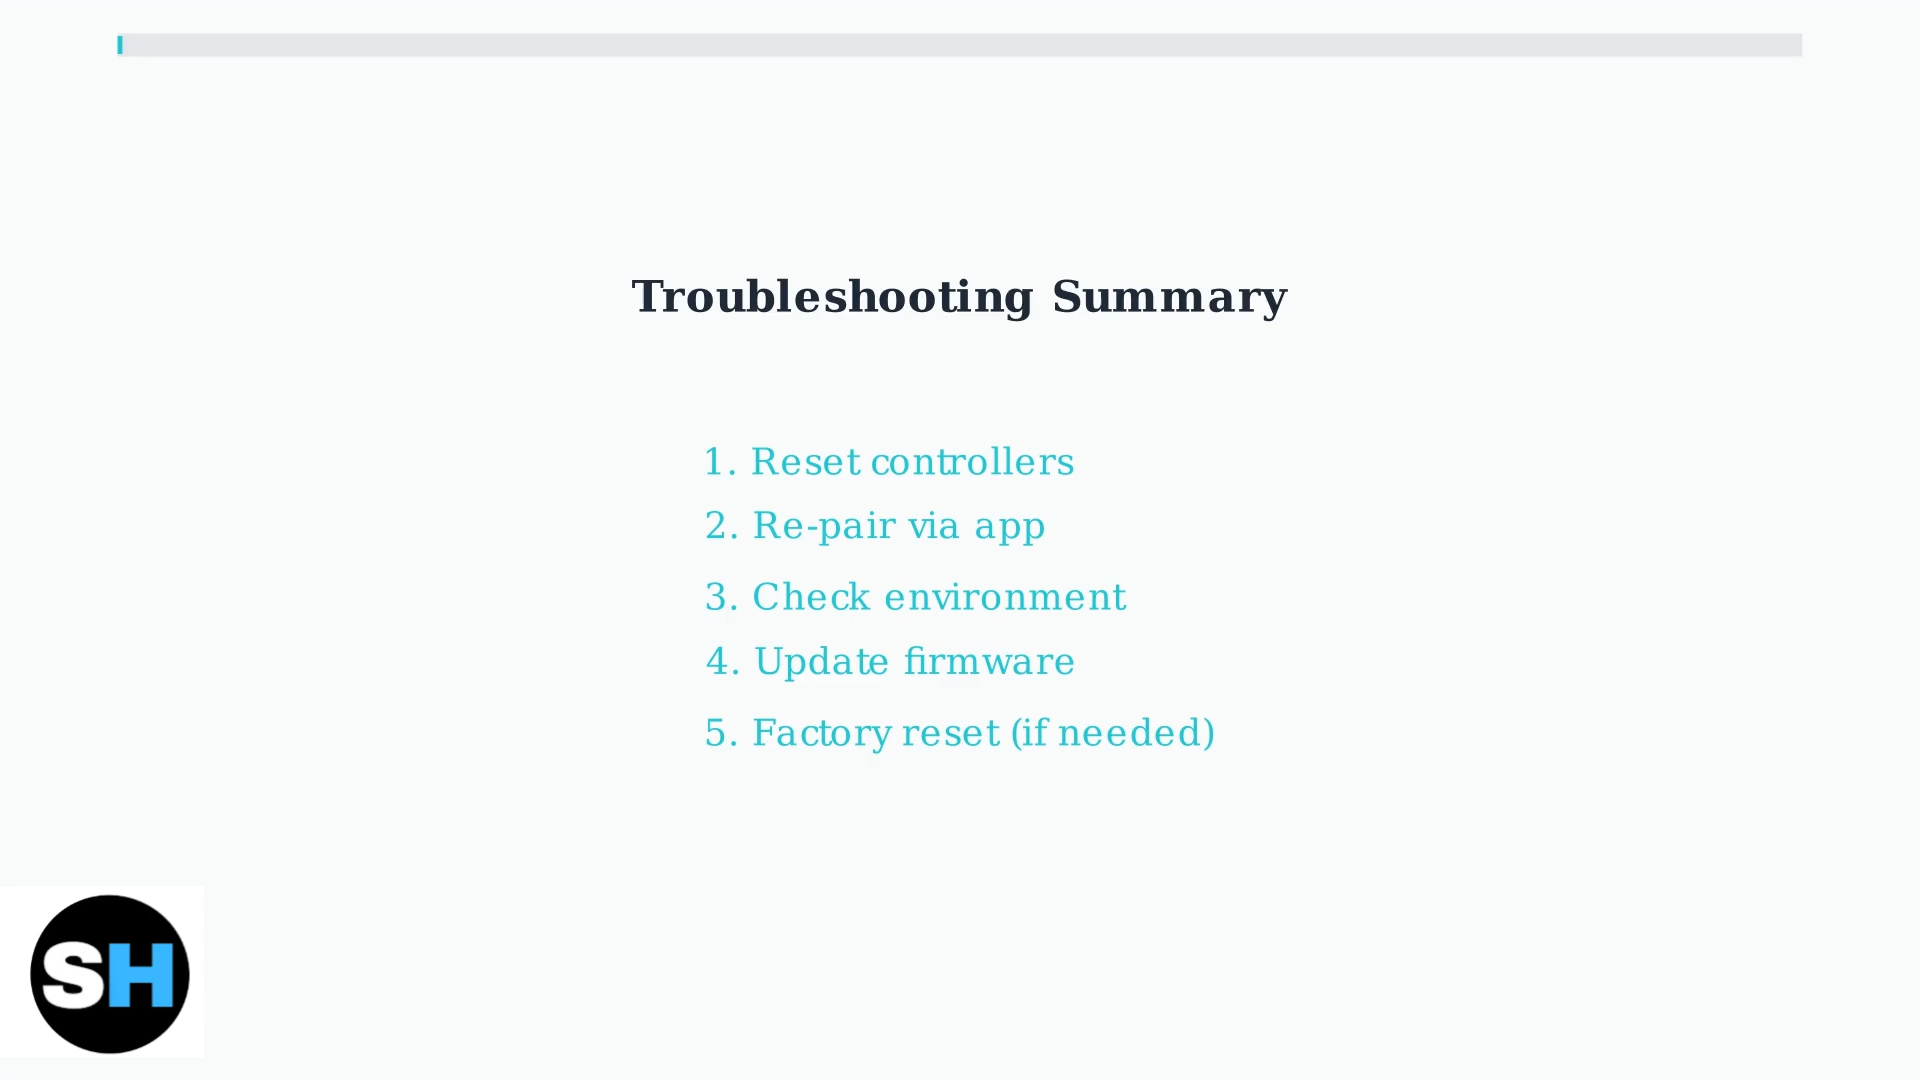 Troubleshooting Summary
1. Reset controllers
2. Re-pair via app
3. Check environment
4. Update firmware
5. Factory reset (if needed)
SH